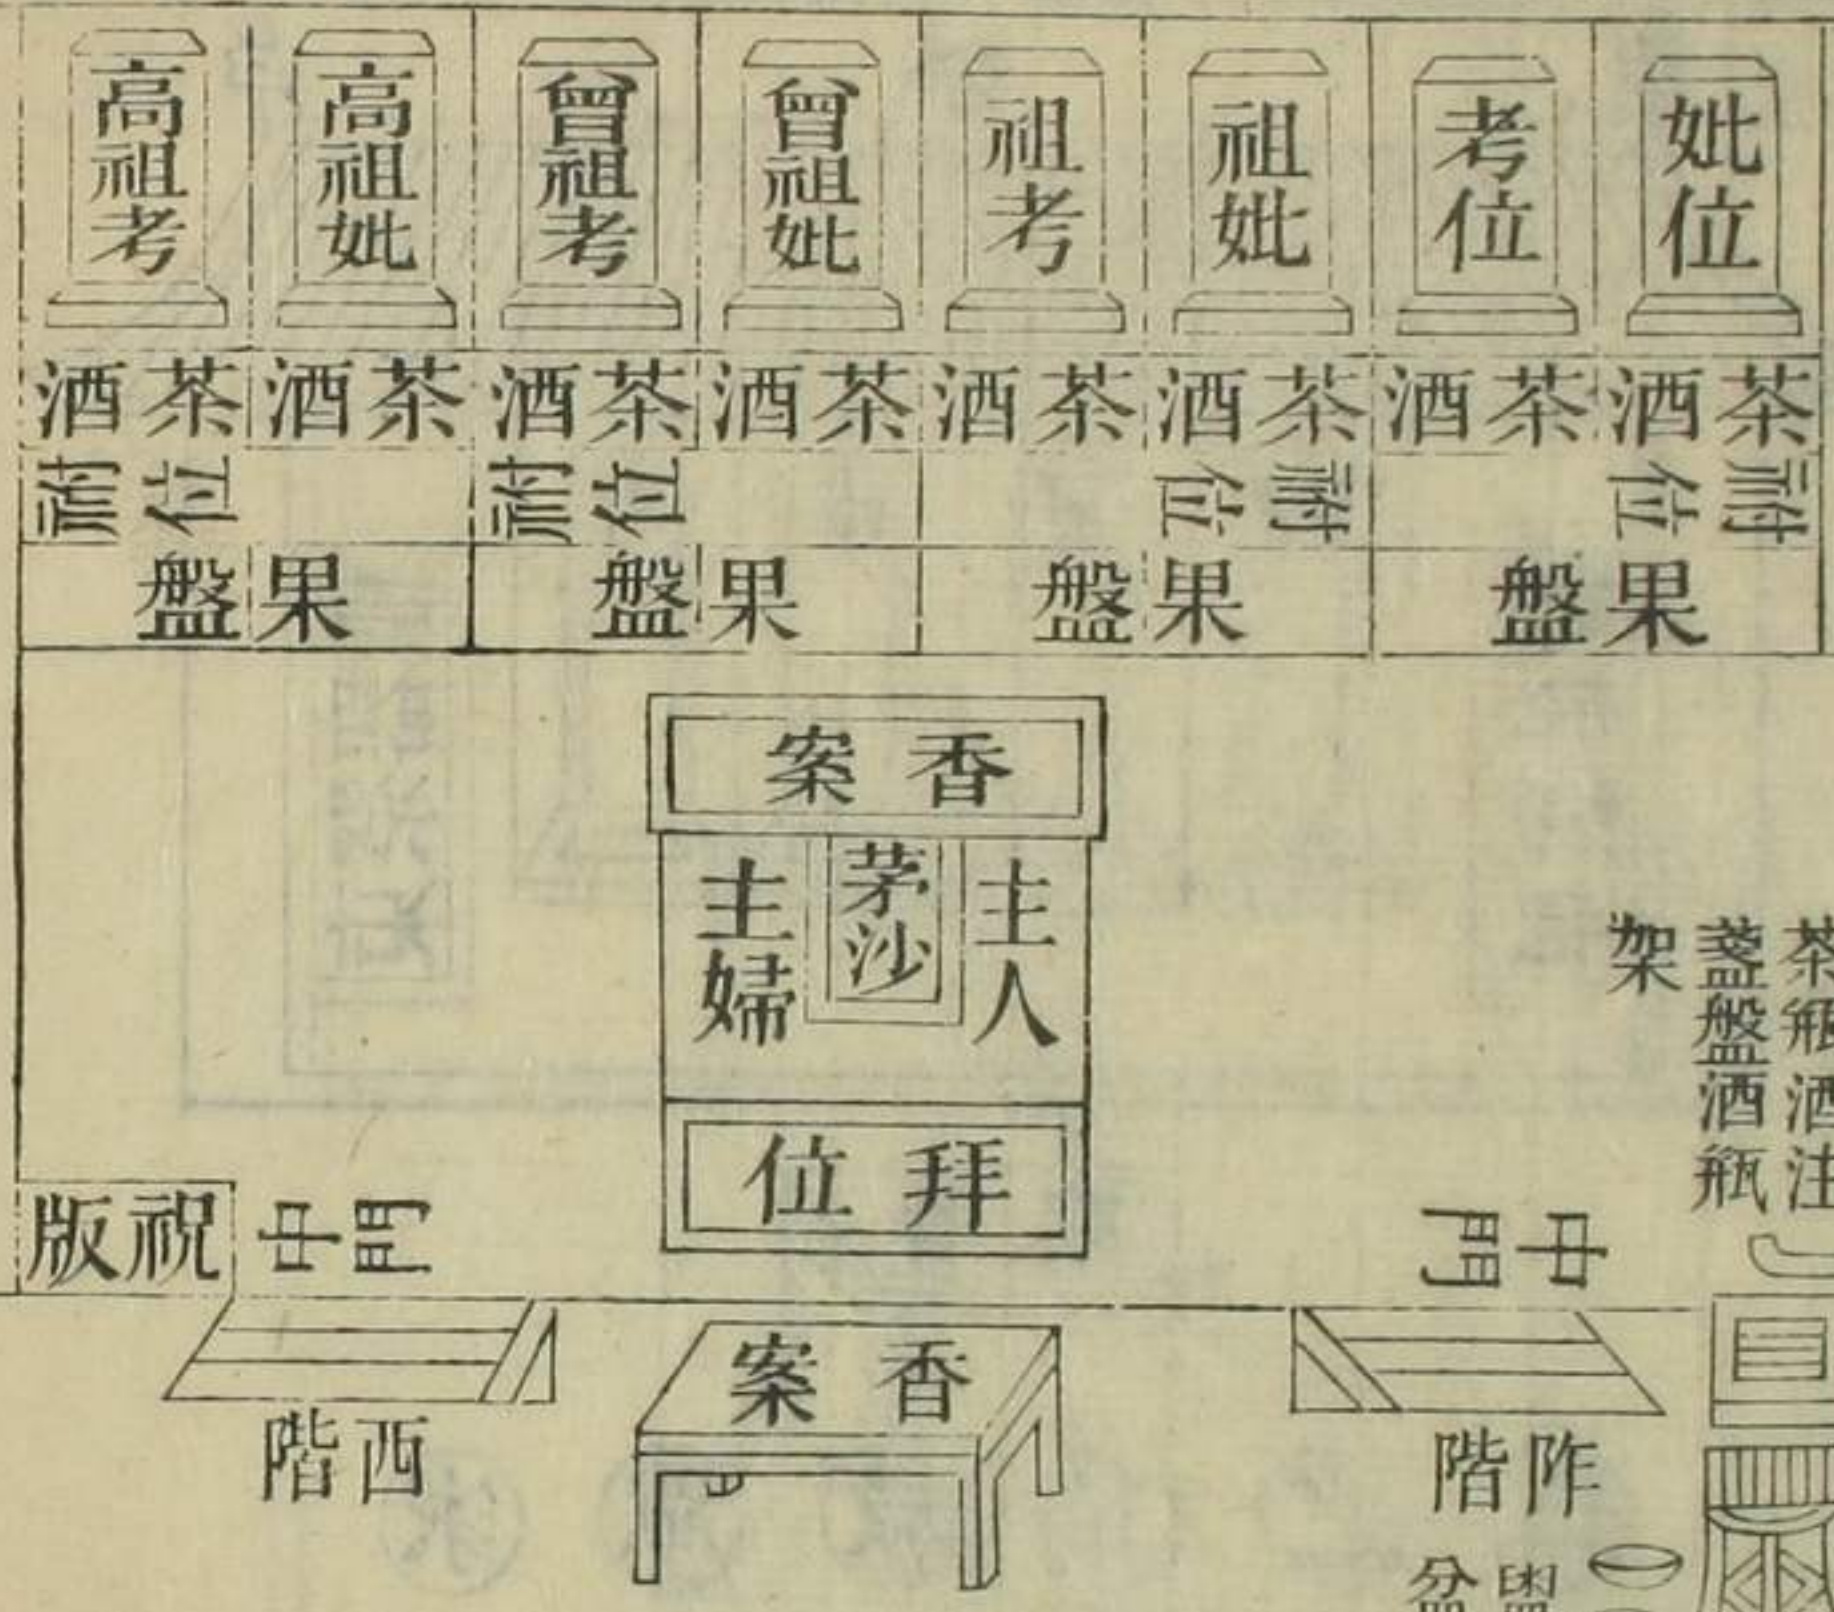 妣位
考位
祖妣
祖考
曾祖妣
曾祖考
高祖妣
高祖考
茶酒
茶酒
茶酒
茶酒
茶酒
茶酒
茶酒
茶酒
祔位
祔位
祔位
祔位
果盤
果盤
果盤
果盤
香案
主人
茅沙
主婦
拜位
茶瓶酒注
盞盤酒瓶
架
中門
中門
祝版
阼階
香案
西階
盥盆